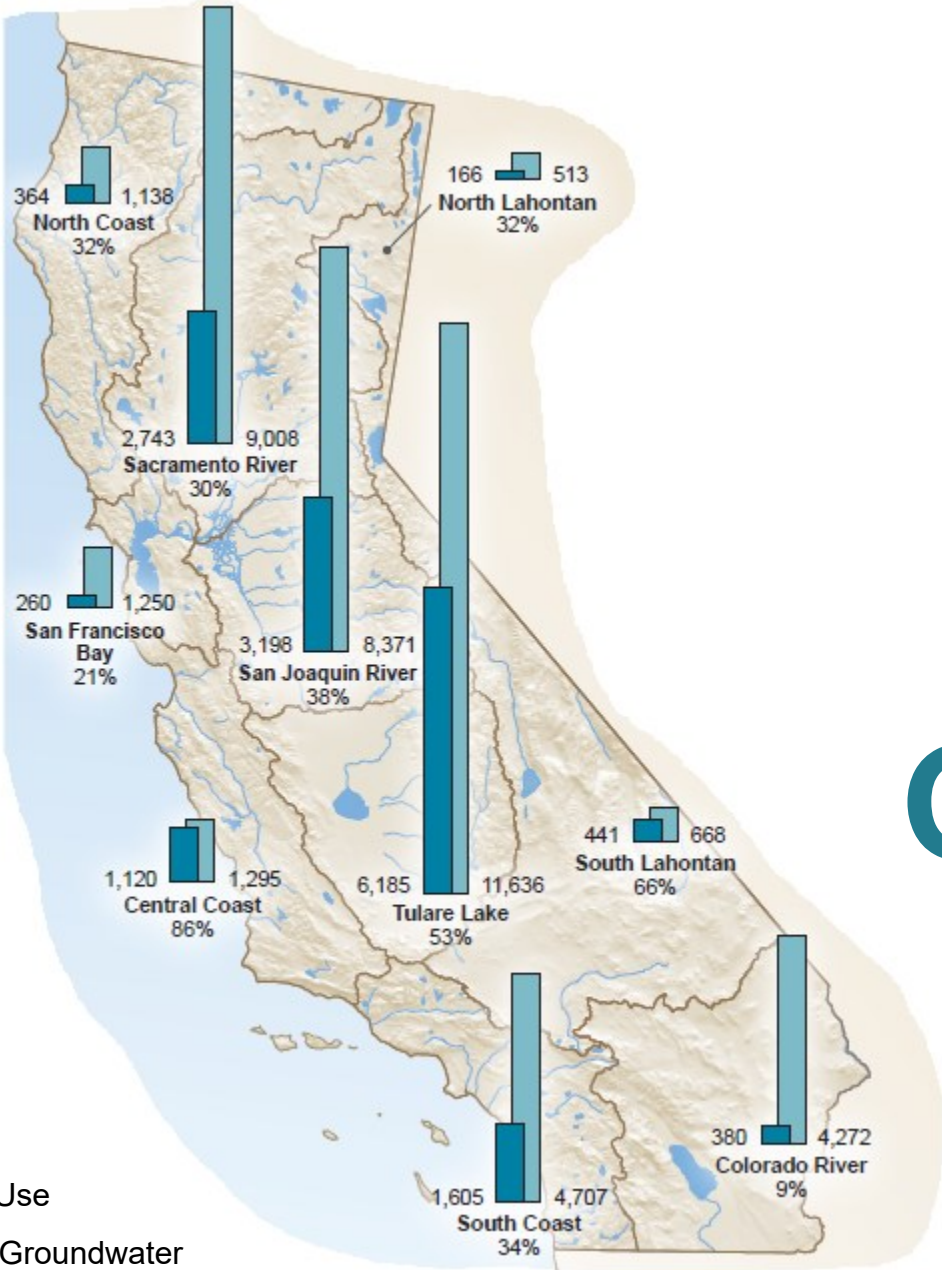 166 513
North Lahontan
32%
364 1,138
North Coast
32%
2,743 9,008
Sacramento River
30%
260 1,250
San Francisco
Bay
21%
3,198 8,371
San Joaquin River
38%
441 668
South Lahontan
66%
1,120 1,295
Central Coast
86%
6,185 11,636
Tulare Lake
53%
380 4,272
Colorado River
9%
1,605 4,707
South Coast
34%
Use
Groundwater